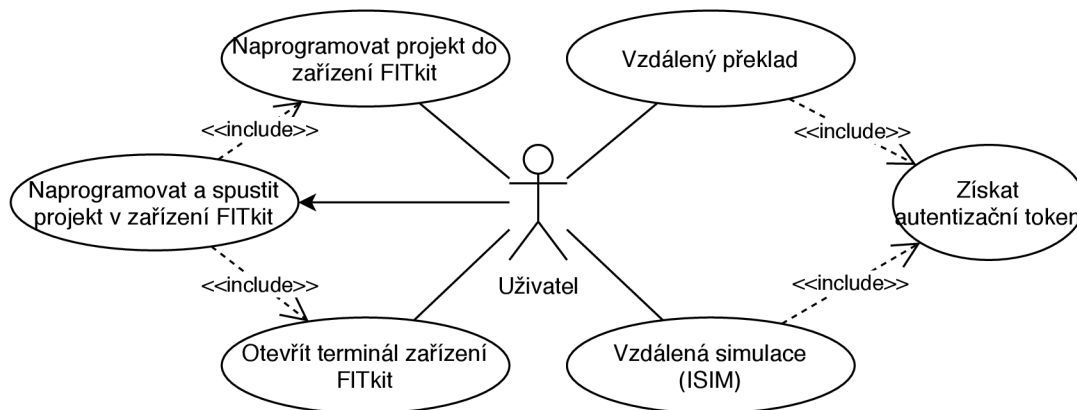 Naprogramovat projekt do
zařízení FITkit
Vzdálený překlad
<<include>>
<<include>>
Naprogramovat a spustit
projekt v zařízení FITkit
Získat
autentizační token
Uživatel
<<include>>
<<include>>
Otevřít terminál zařízení
FITkit
Vzdálená simulace
(ISIM)